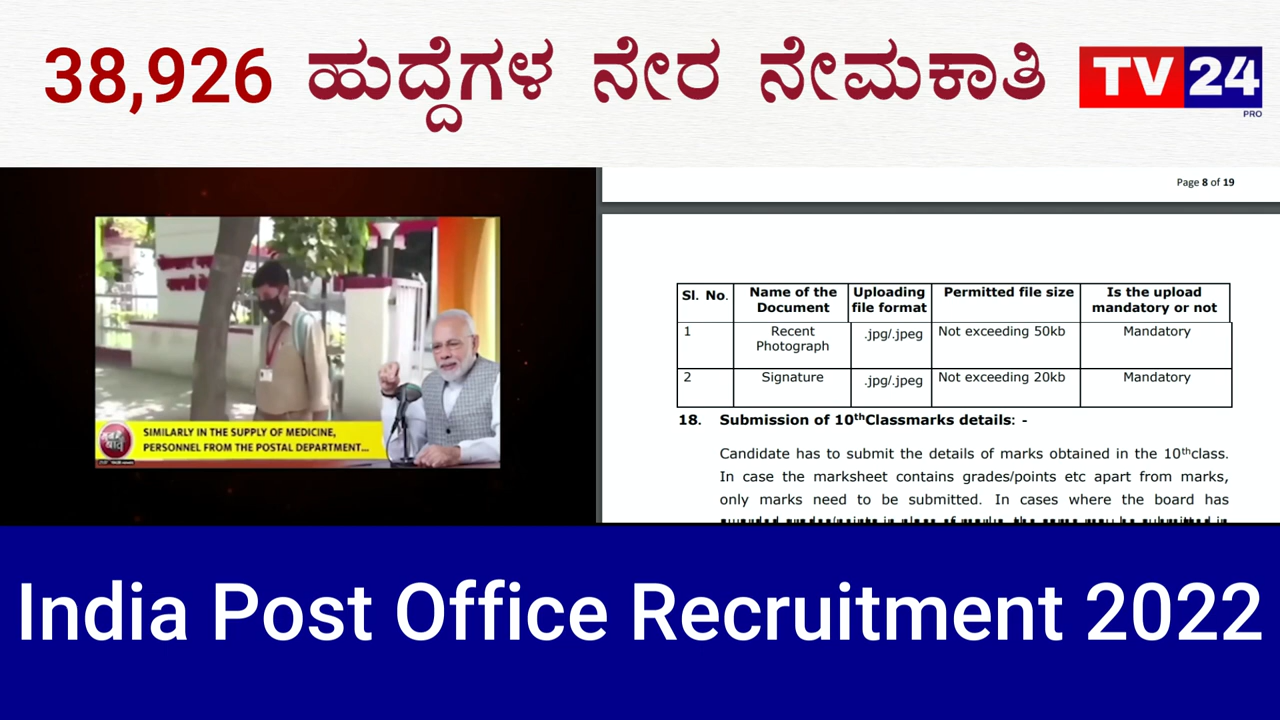 38,926 ಹುದ್ದೆಗಳ ನೇರ ನೇಮಕಾತಿ
TV 24
PRO
SIMILARLY IN THE SUPPLY OF MEDICINE,
PERSONNEL FROM THE POSTAL DEPARTMENT...
Page 8 of 19
Sl. No. Name of the Document Uploading file format Permitted file size Is the upload mandatory or not
1 Recent Photograph .jpg/.jpeg Not exceeding 50kb Mandatory
2 Signature .jpg/.jpeg Not exceeding 20kb Mandatory
18. Submission of 10thClassmarks details: -
Candidate has to submit the details of marks obtained in the 10thclass.
In case the marksheet contains grades/points etc apart from marks,
only marks need to be submitted. In cases where the board has
India Post Office Recruitment 2022